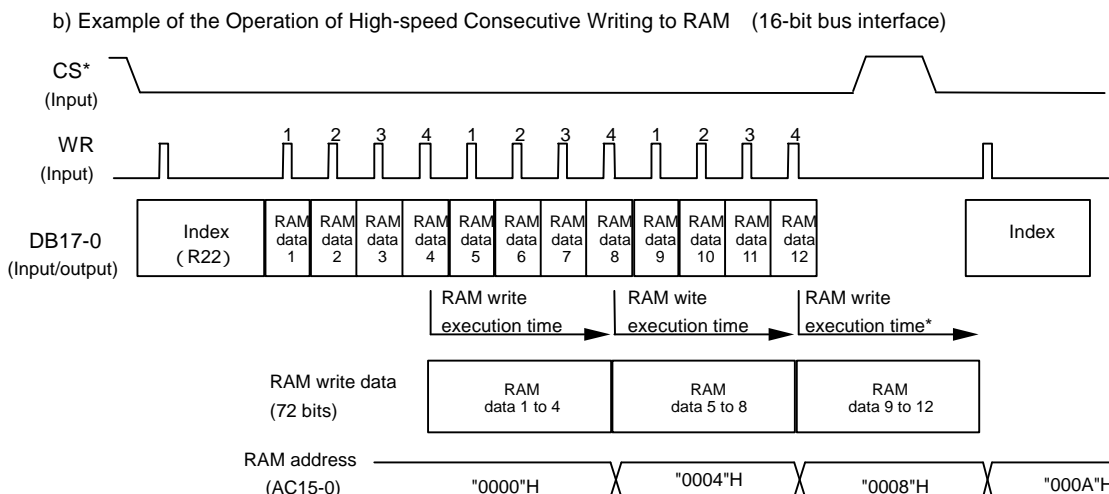 b) Example of the Operation of High-speed Consecutive Writing to RAM (16-bit bus interface)
CS*
(Input)
WR
(Input)
1 2 3 4 1 2 3 4 1 2 3 4
DB17-0
(Input/output)
Index
(R22)
RAM data 1
RAM data 2
RAM data 3
RAM data 4
RAM data 5
RAM data 6
RAM data 7
RAM data 8
RAM data 9
RAM data 10
RAM data 11
RAM data 12
Index
RAM write
execution time
RAM wite
execution time
RAM write
execution time*
RAM write data
(72 bits)
RAM
data 1 to 4
RAM
data 5 to 8
RAM
data 9 to 12
RAM address
(AC15-0)
"0000"H "0004"H "0008"H "000A"H